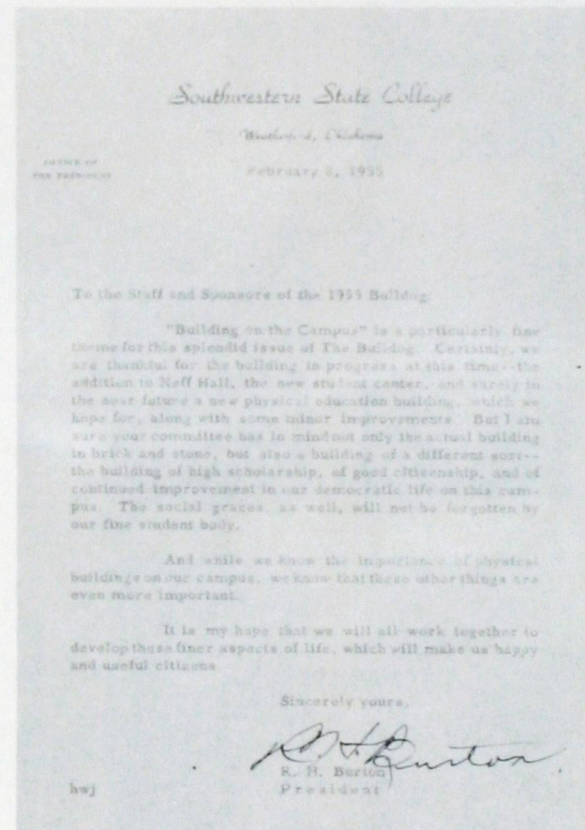 Southwestern State College
Weatherford, Oklahoma
OFFICE OF
THE PRESIDENT
February 8, 1955
To the Staff and Sponsors of the 1955 Bulldog:
"Building on the Campus" is a particularly fine
theme for this splendid issue of The Bulldog. Certainly, we
are thankful for the building in progress at this time--the
addition to Neff Hall, the new student center, and surely in
the near future a new physical education building, which we
hope for, along with some minor improvements. But I am
sure your committee has in mind not only the actual building
in brick and stone, but also a building of a different sort--
the building of high scholarship, of good citizenship, and of
continued improvement in our democratic life on this cam-
pus. The social graces, as well, will not be forgotten by
our fine student body.
And while we know the importance of physical
buildings on our campus, we know that these other things are
even more important.
It is my hope that we will all work together to
develop these finer aspects of life, which will make us happy
and useful citizens.
Sincerely yours,
R H Burton
R. H. Burton
hwj President